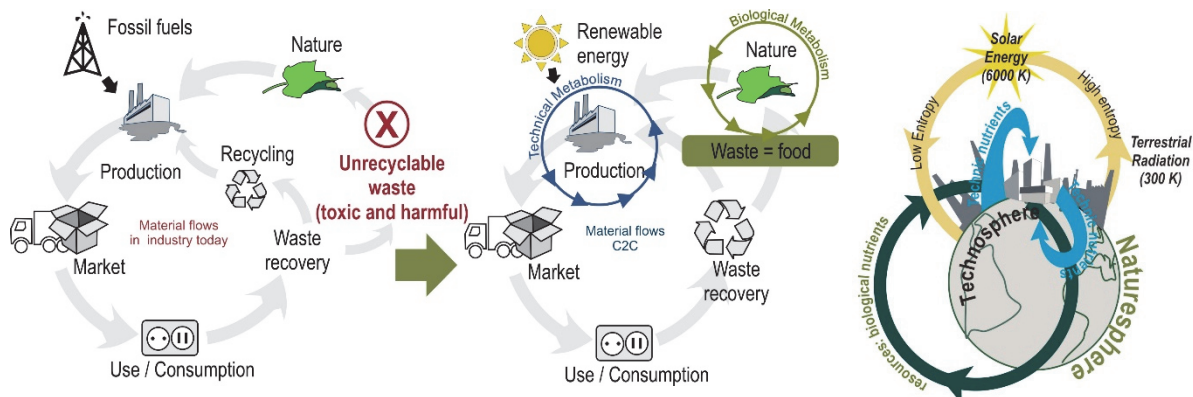 Fossil fuels
Nature
Production
Recycling
X
Unrecyclable
waste
(toxic and harmful)
Market
Material flows
in industry today
Waste
recovery
Use / Consumption
Renewable
energy
Biological Metabolism
Nature
Technical Metabolism
Production
Waste = food
Market
Material flows
C2C
Waste
recovery
Use / Consumption
Solar
Energy
(6000 K)
Low Entropy
High entropy
Terrestrial
Radiation
(300 K)
Technic nutrients
Technosphere
Naturesphere
resources: biological nutrients